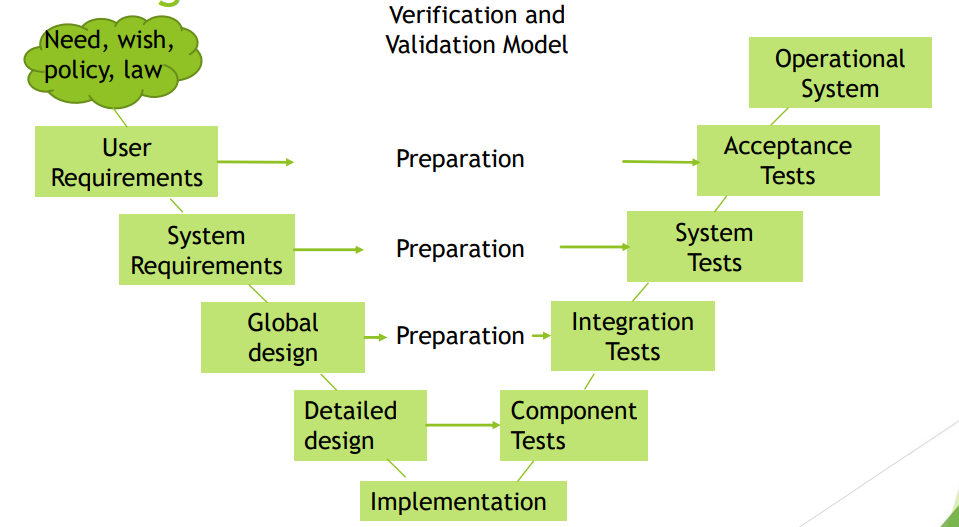 Verification and
Validation Model
Need, wish,
policy, law
Operational
System
User
Requirements
Preparation
Acceptance
Tests
System
Requirements
Preparation
System
Tests
Global
design
Preparation
Integration
Tests
Detailed
design
Component
Tests
Implementation